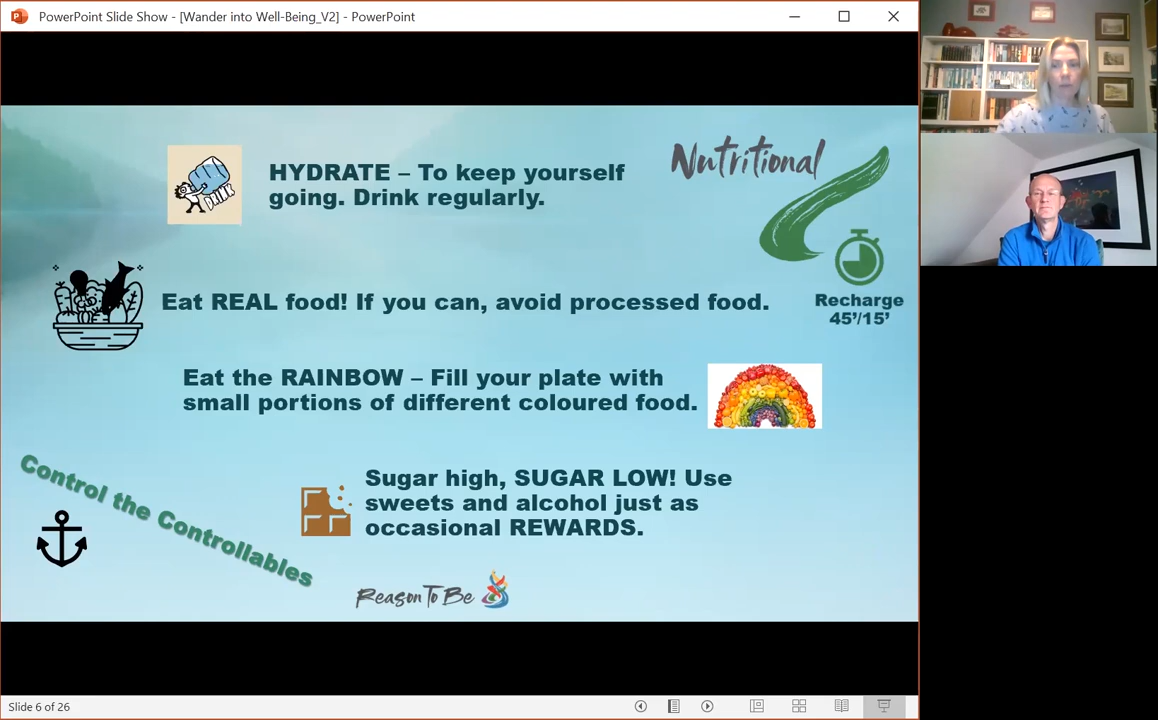 PowerPoint Slide Show - [Wander into Well-Being_V2] - PowerPoint
Nutritional
HYDRATE – To keep yourself
going. Drink regularly.
DRINK
Eat REAL food! If you can, avoid processed food.
Recharge
45’/15’
Eat the RAINBOW – Fill your plate with
small portions of different coloured food.
Control the Controllables
Sugar high, SUGAR LOW! Use
sweets and alcohol just as
occasional REWARDS.
Reason To Be
Slide 6 of 26